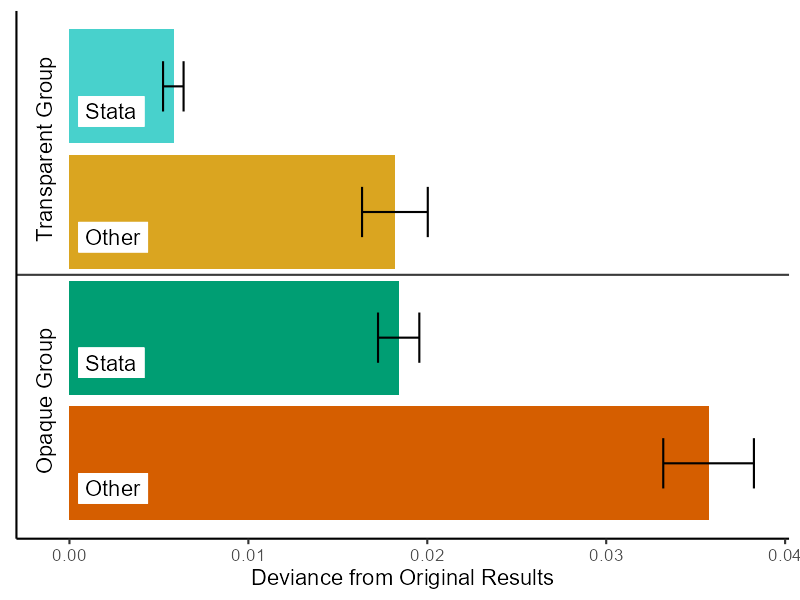 Transparent Group
Stata
Other
Opaque Group
Stata
Other
0.00 0.01 0.02 0.03 0.04
Deviance from Original Results